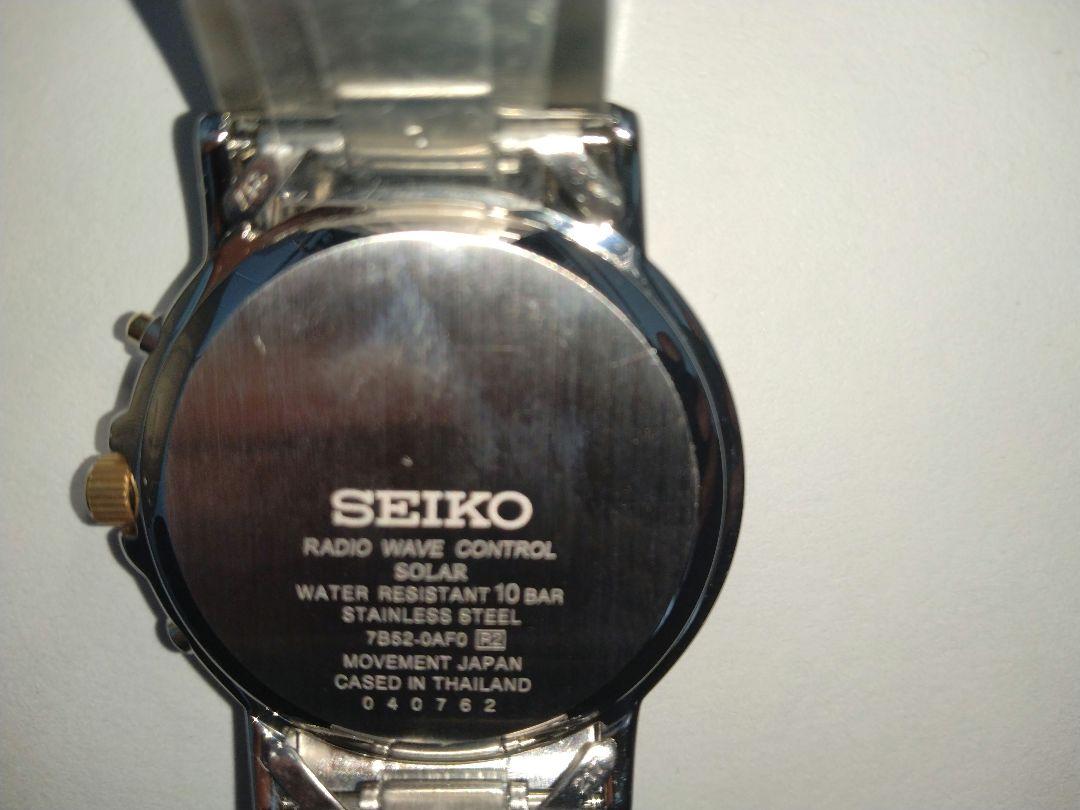 SEIKO
RADIO WAVE CONTROL
SOLAR
WATER RESISTANT 10 BAR
STAINLESS STEEL
7B52-0AF0 R2
MOVEMENT JAPAN
CASED IN THAILAND
040762